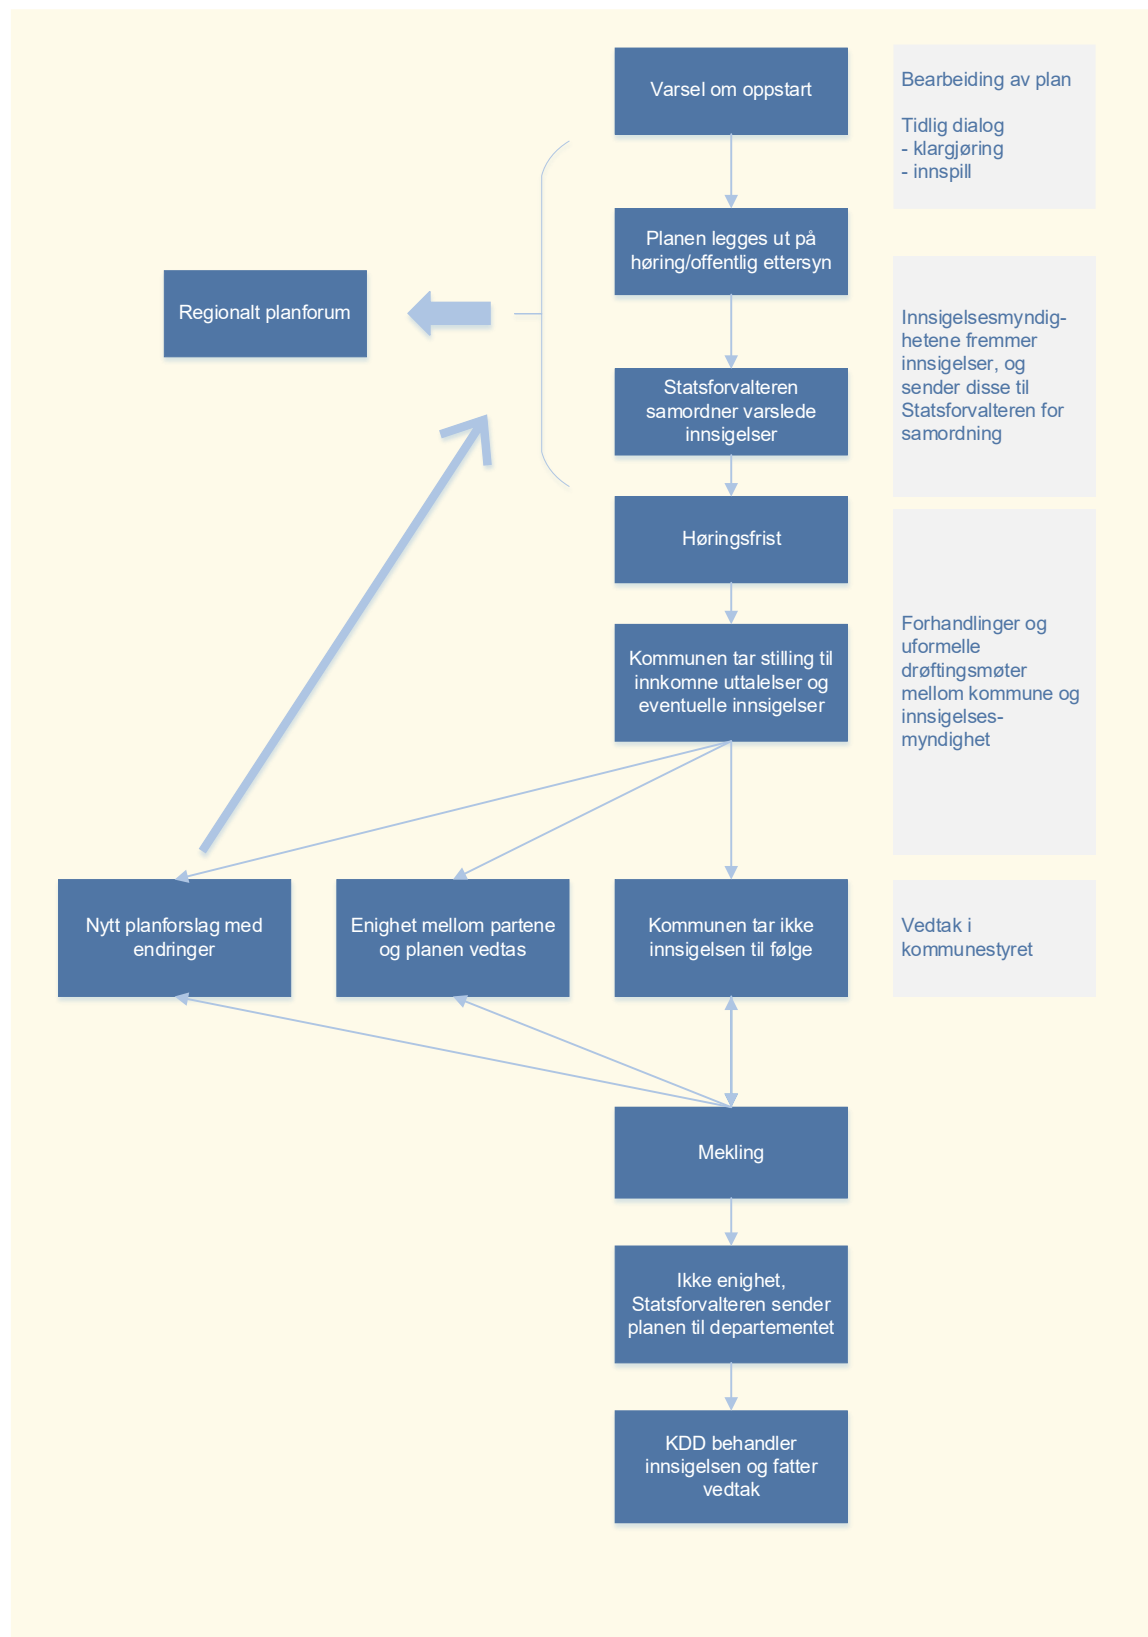 Varsel om oppstart
Bearbeiding av plan
Tidlig dialog
- klargjøring
- innspill
Planen legges ut på
høring/offentlig ettersyn
Regionalt planforum
Innsigelsesmyndig-
hetene fremmer
innsigelser, og
sender disse til
Statsforvalteren for
samordning
Statsforvalteren
samordner varslede
innsigelser
Høringsfrist
Forhandlinger og
uformelle
drøftingsmøter
mellom kommune og
innsigelses-
myndighet
Kommunen tar stilling til
innkomne uttalelser og
eventuelle innsigelser
Nytt planforslag med
endringer
Enighet mellom partene
og planen vedtas
Kommunen tar ikke
innsigelsen til følge
Vedtak i
kommunestyret
Mekling
Ikke enighet,
Statsforvalteren sender
planen til departementet
KDD behandler
innsigelsen og fatter
vedtak